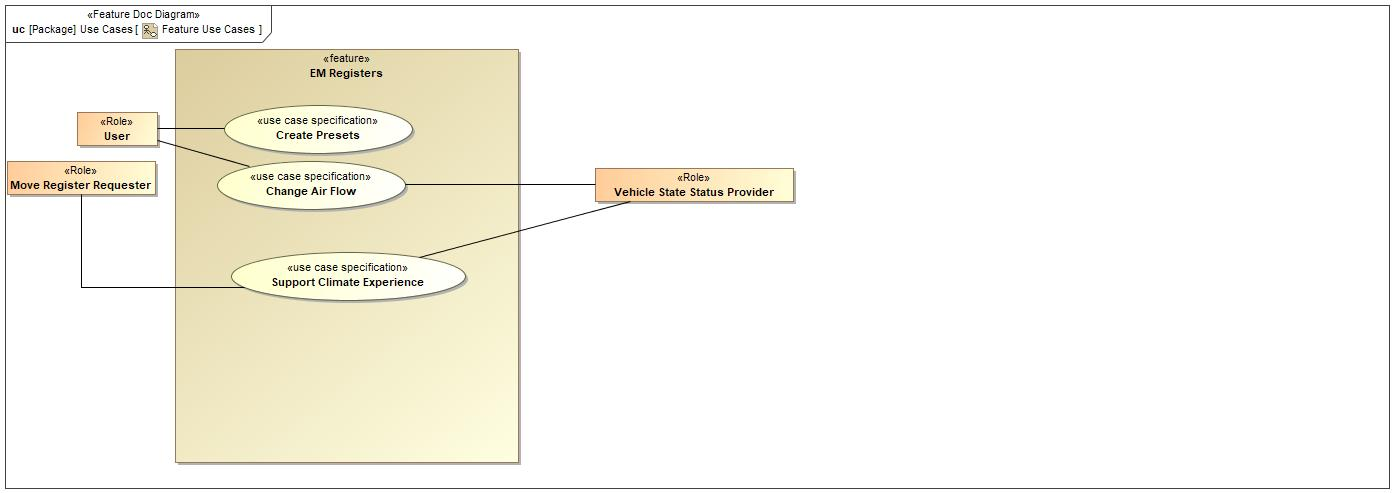 «Feature Doc Diagram»
uc [Package] Use Cases [ Feature Use Cases ]
«feature»
EM Registers
«Role»
User
«use case specification»
Create Presets
«Role»
Move Register Requester
«use case specification»
Change Air Flow
«Role»
Vehicle State Status Provider
«use case specification»
Support Climate Experience